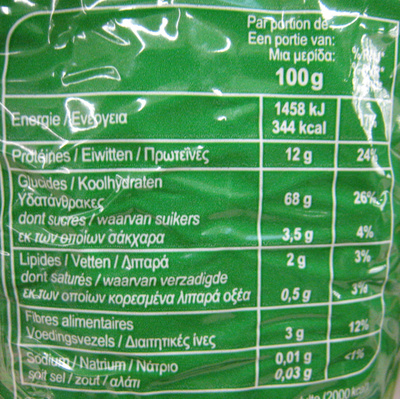 Par portion de
Een portie van:
Μια μερίδα:
100g
Energie / Ενέργεια 1458 kJ
344 kcal 17%
Protéines / Eiwitten / Πρωτεΐνες 12 g 24%
Glucides / Koolhydraten
Υδατάνθρακες 68 g 26%
dont sucres / waarvan suikers
εκ των οποίων σάκχαρα 3,5 g 4%
Lipides / Vetten / Λιπαρά 2 g 3%
dont saturés / waarvan verzadigde
εκ των οποίων κορεσμένα λιπαρά οξέα 0,5 g 3%
Fibres alimentaires
Voedingsvezels / Διαιτητικές ίνες 3 g 12%
Sodium / Natrium / Νάτριο 0,01 g <1%
soit sel / zout / αλάτι 0,03 g
(2000